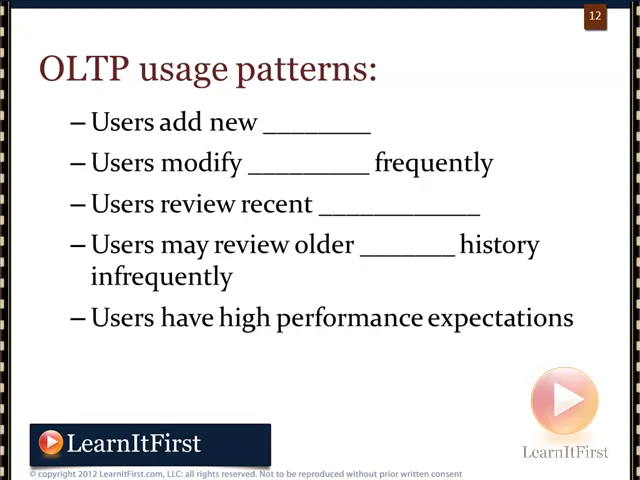 12
OLTP usage patterns:
– Users add new ________
– Users modify _________ frequently
– Users review recent ____________
– Users may review older _______ history
infrequently
– Users have high performance expectations
LearnItFirst
LearnItFirst
© copyright 2012 LearnItFirst.com, LLC: all rights reserved. Not to be reproduced without prior written consent